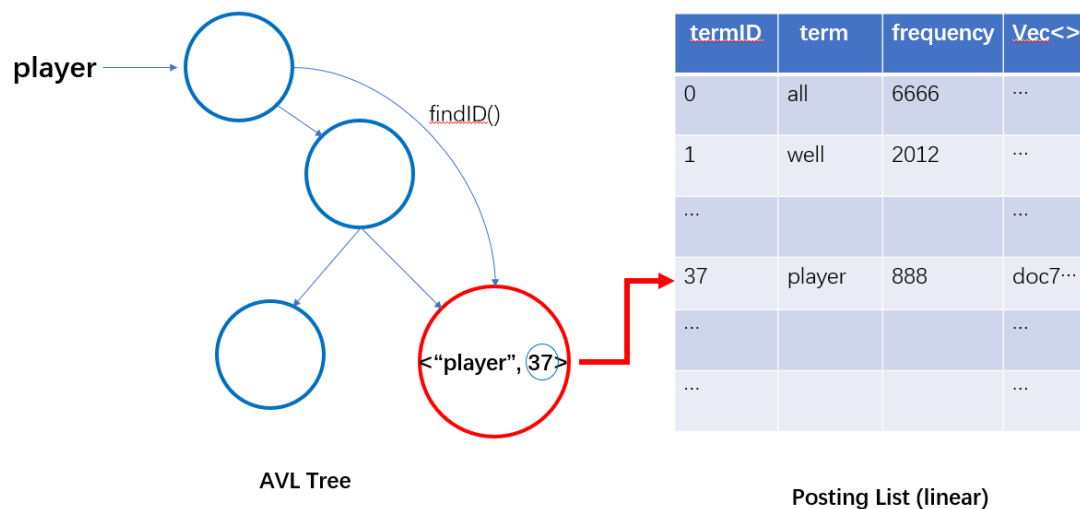 player
findID()
<“player”, 37>
AVL Tree
termID term frequency Vec<>
0 all 6666 ...
1 well 2012 ...
... ...
37 player 888 doc7...
... ...
... ...
Posting List (linear)